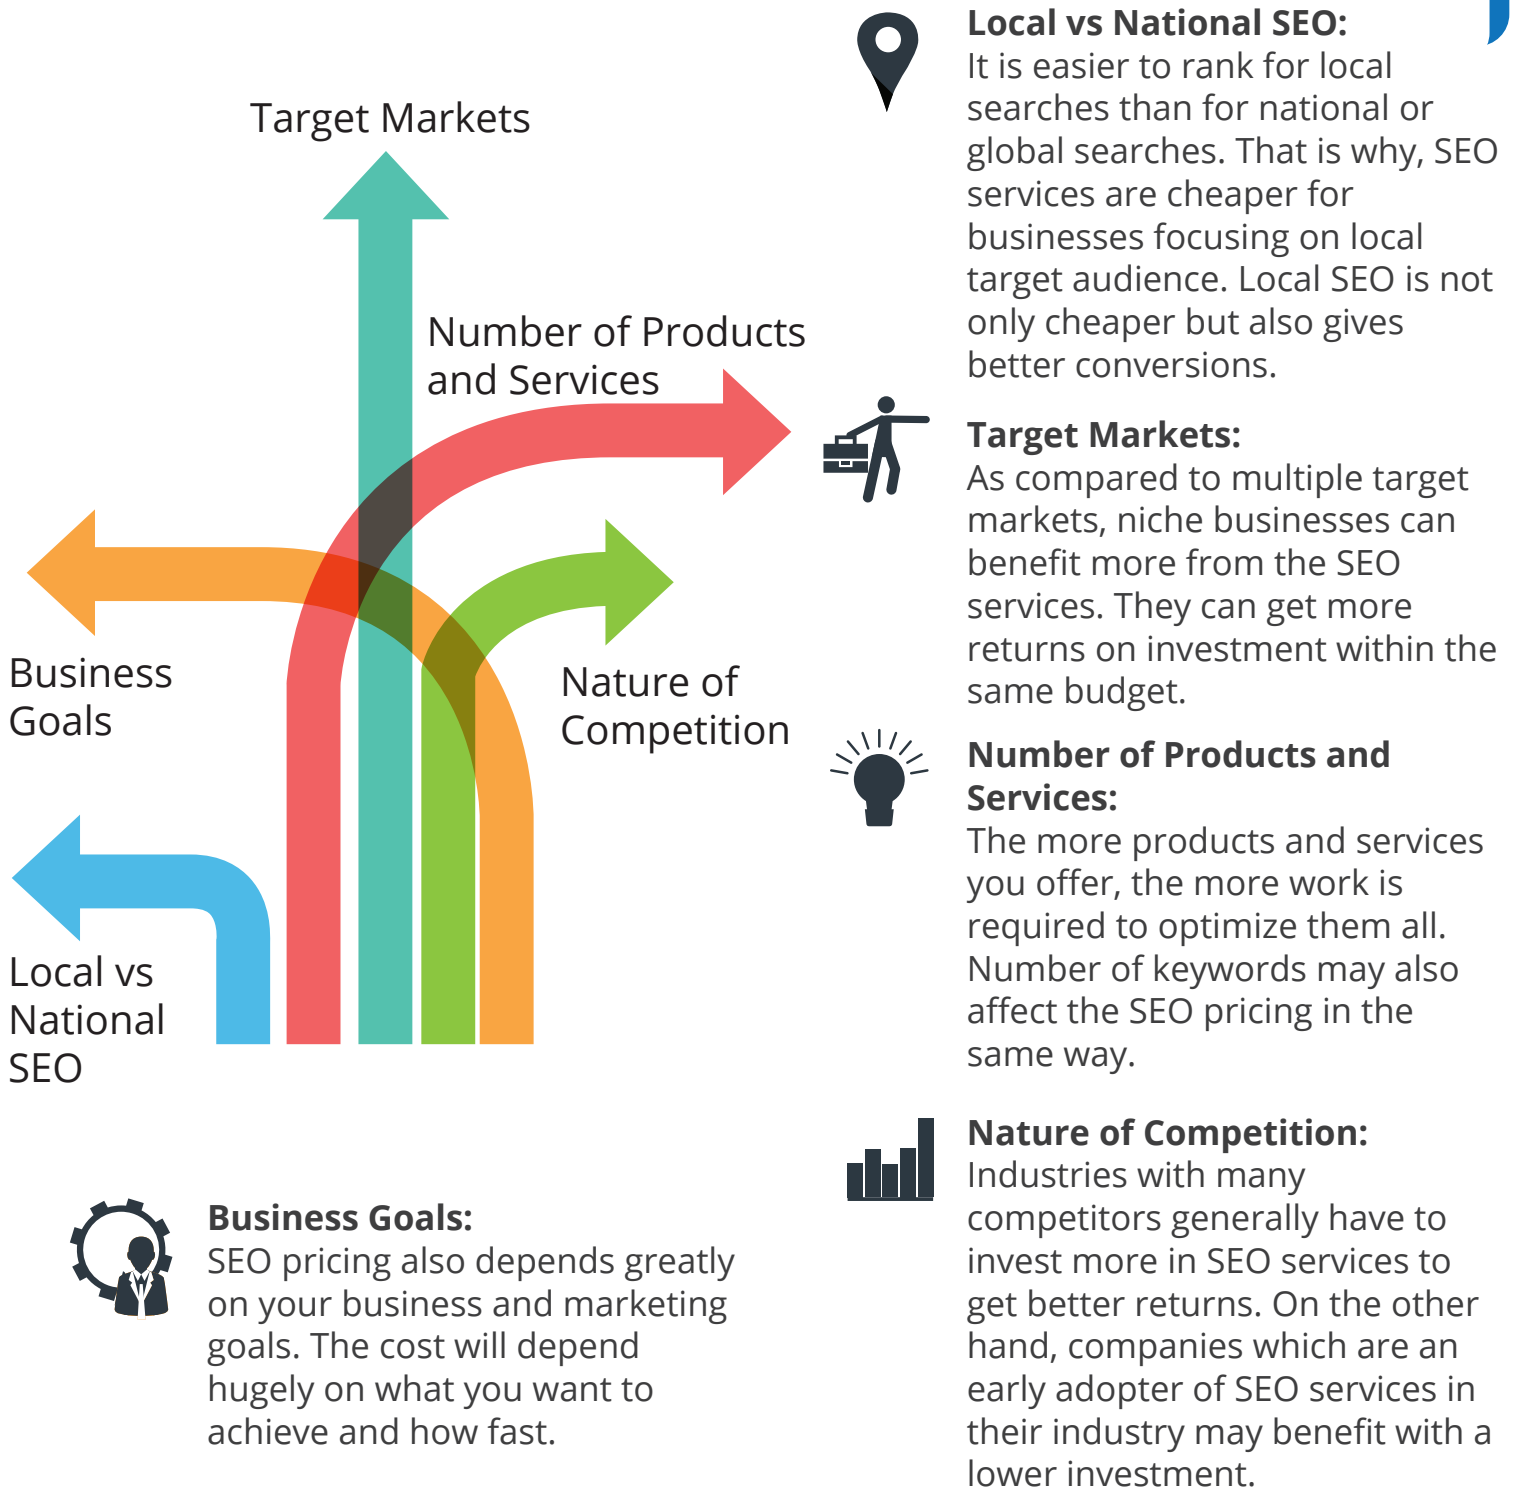 Target Markets
Number of Products
and Services
Business
Goals
Nature of
Competition
Local vs
National
SEO
Local vs National SEO:
It is easier to rank for local
searches than for national or
global searches. That is why, SEO
services are cheaper for
businesses focusing on local
target audience. Local SEO is not
only cheaper but also gives
better conversions.
Target Markets:
As compared to multiple target
markets, niche businesses can
benefit more from the SEO
services. They can get more
returns on investment within the
same budget.
Number of Products and
Services:
The more products and services
you offer, the more work is
required to optimize them all.
Number of keywords may also
affect the SEO pricing in the
same way.
Nature of Competition:
Industries with many
competitors generally have to
invest more in SEO services to
get better returns. On the other
hand, companies which are an
early adopter of SEO services in
their industry may benefit with a
lower investment.
Business Goals:
SEO pricing also depends greatly
on your business and marketing
goals. The cost will depend
hugely on what you want to
achieve and how fast.